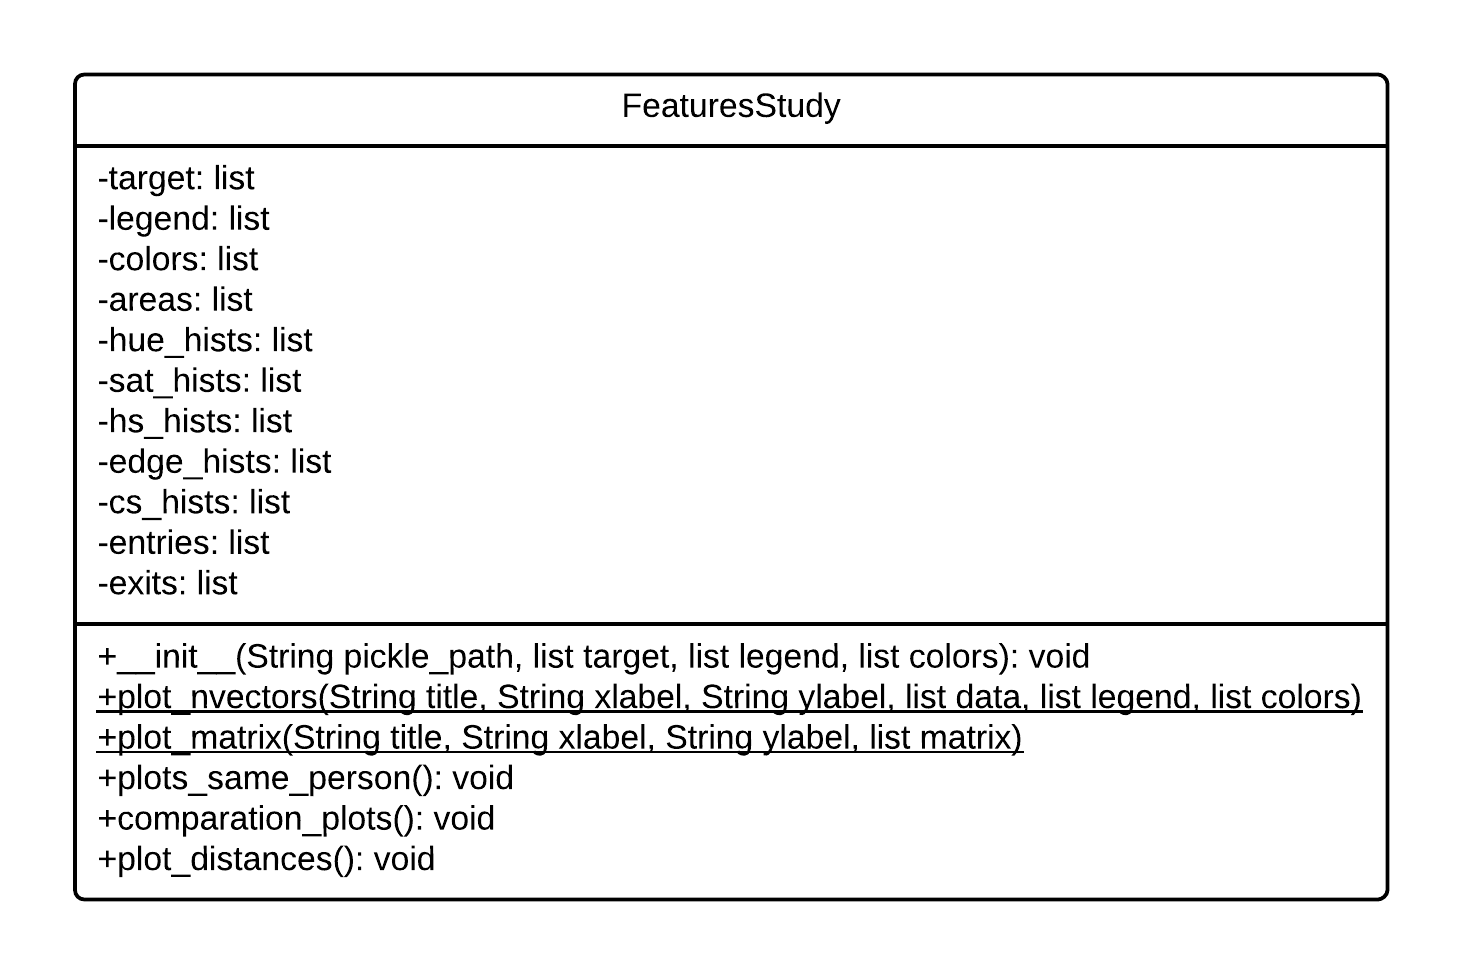 FeaturesStudy
-target: list
-legend: list
-colors: list
-areas: list
-hue_hists: list
-sat_hists: list
-hs_hists: list
-edge_hists: list
-cs_hists: list
-entries: list
-exits: list
+__init__(String pickle_path, list target, list legend, list colors): void
+plot_nvectors(String title, String xlabel, String ylabel, list data, list legend, list colors)
+plot_matrix(String title, String xlabel, String ylabel, list matrix)
+plots_same_person(): void
+comparation_plots(): void
+plot_distances(): void